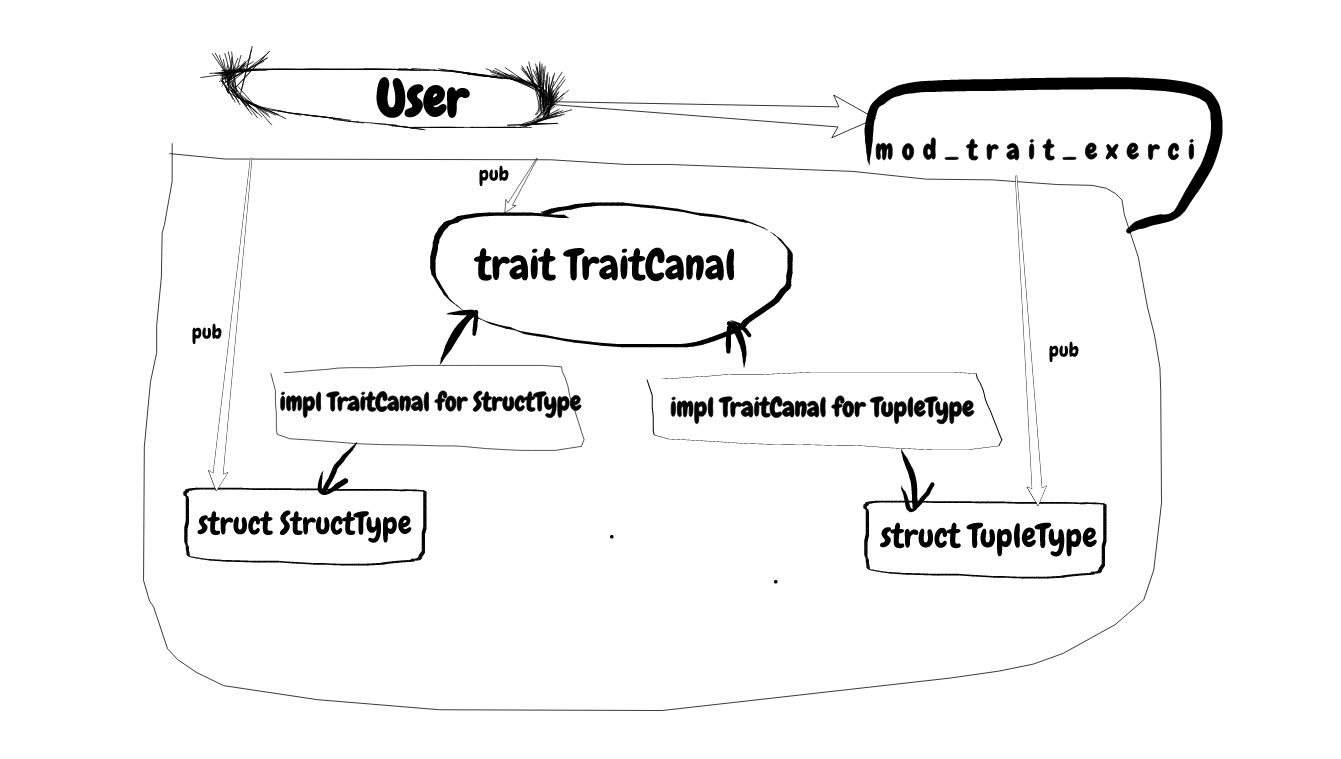 User
mod_trait_exerci
pub
trait TraitCanal
pub
pub
impl TraitCanal for StructType
impl TraitCanal for TupleType
struct StructType
struct TupleType